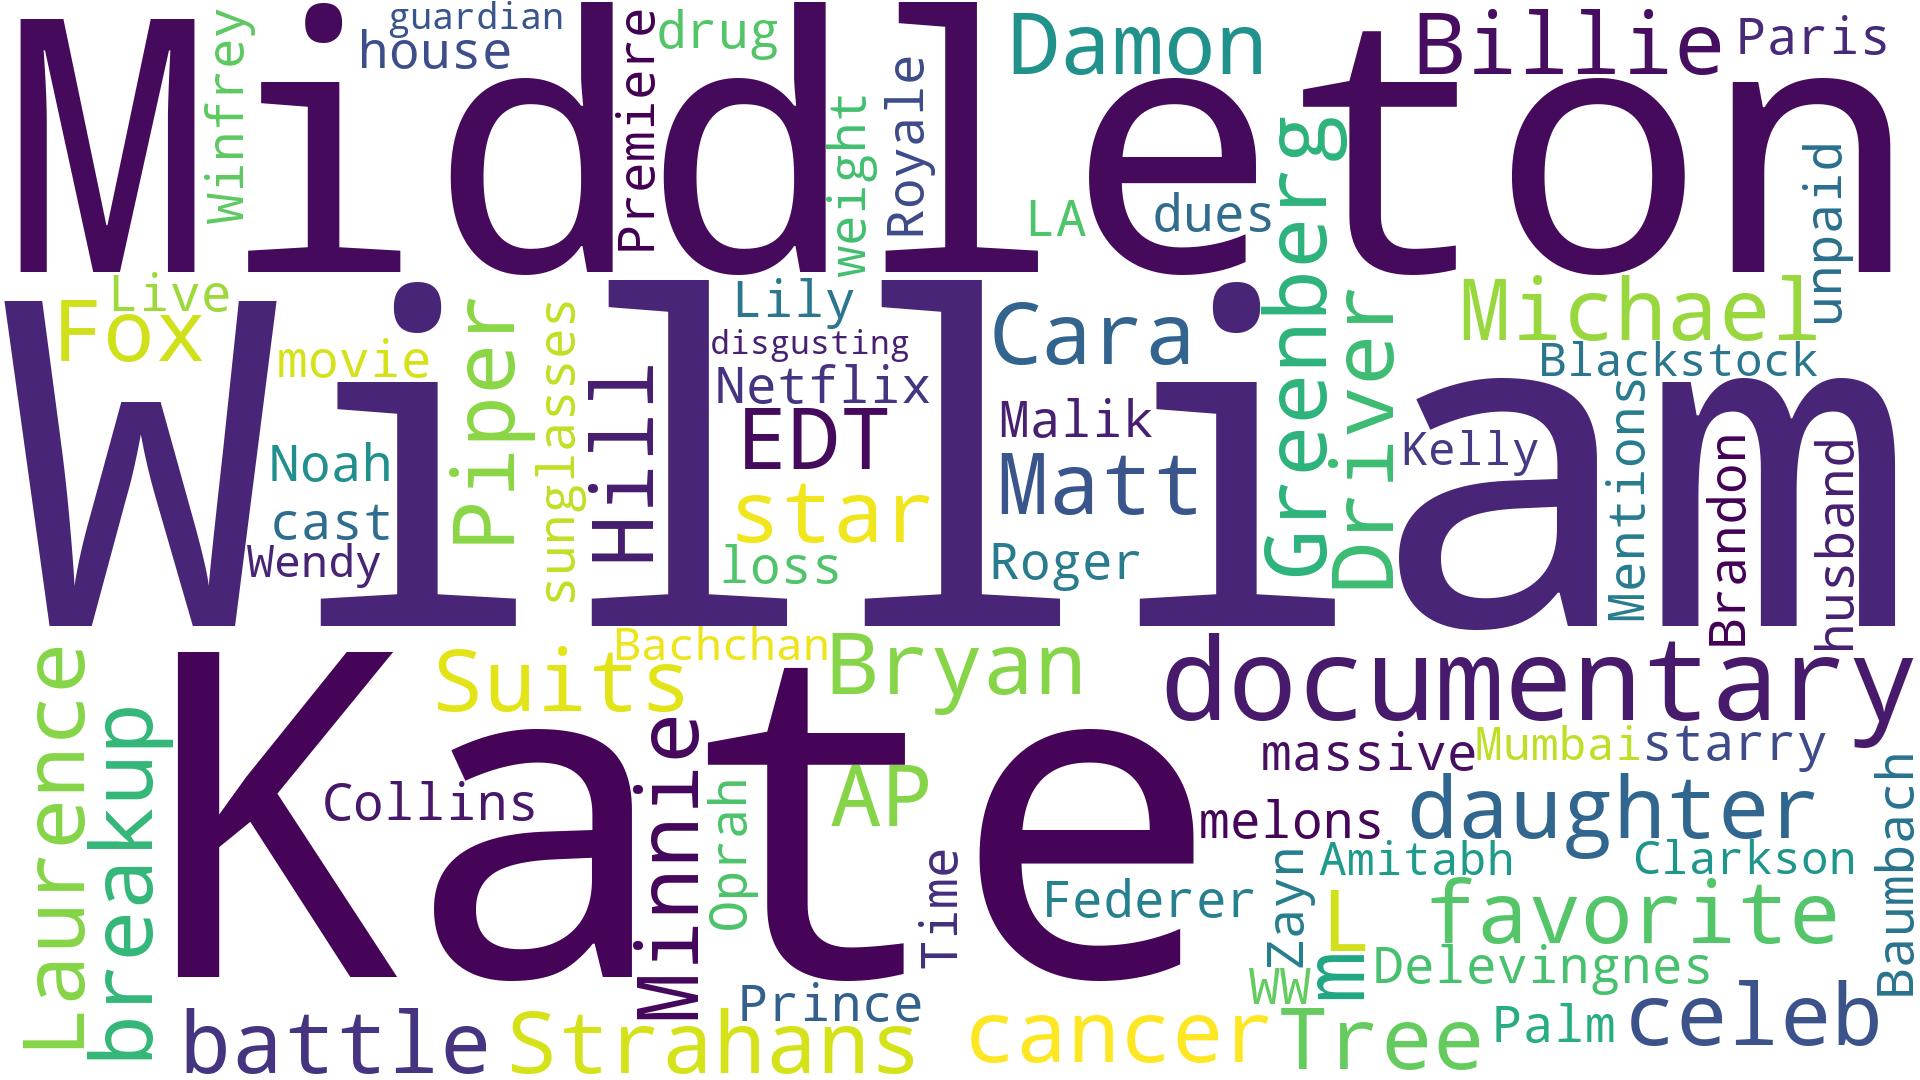 Middleton
William
Kate
guardian
house
Winfrey
Premiere
drug
weight
Royale
Damon
LA
dues
Greenberg
Billie
Paris
unpaid
Live
Fox
movie
Piper
sunglasses
Hill
Lily
disgusting
Netflix
EDT
star
loss
Cara
Malik
Matt
Roger
Driver
Michael
Blackstock
Kelly
Mentions
Brandon
husband
Noah
cast
Wendy
Laurence
breakup
Suits
Bachchan
Bryan
documentary
massive
Mumbai
starry
Collins
Minnie
Oprah
AP
Time
melons
daughter
Baumbach
Amitabh
Clarkson
Federer
Zayn
L
favorite
mL
Delevingnes
WW
Prince
battle
Strahans
cancer
Tree
Palm
celeb